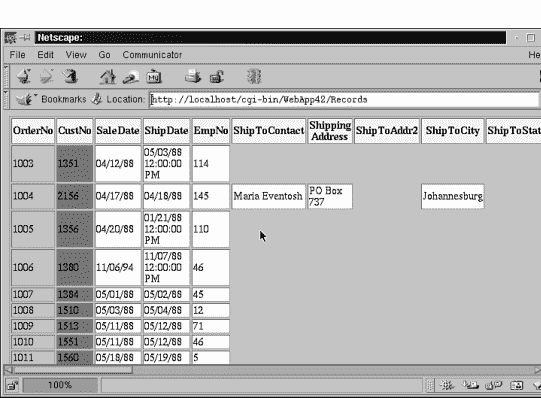 Netscape:
File Edit View Go Communicator He
Bookmarks Location: http://localhost/cgi-bin/WebApp42/Records
OrderNo CustNo SaleDate ShipDate EmpNo ShipToContact Shipping Address ShipToAddr2 ShipToCity ShipToStat
1003 1351 04/12/88 05/03/88 12:00:00 PM 114
1004 2156 04/17/88 04/18/88 145 Maria Eventosh PO Box 737 Johannesburg
1005 1356 04/20/88 01/21/88 12:00:00 PM 110
1006 1380 11/06/94 11/07/88 12:00:00 PM 46
1007 1384 05/01/88 05/02/88 45
1008 1510 05/03/88 05/04/88 12
1009 1513 05/11/88 05/12/88 71
1010 1551 05/11/88 05/12/88 46
1011 1560 05/18/88 05/19/88 5
100%